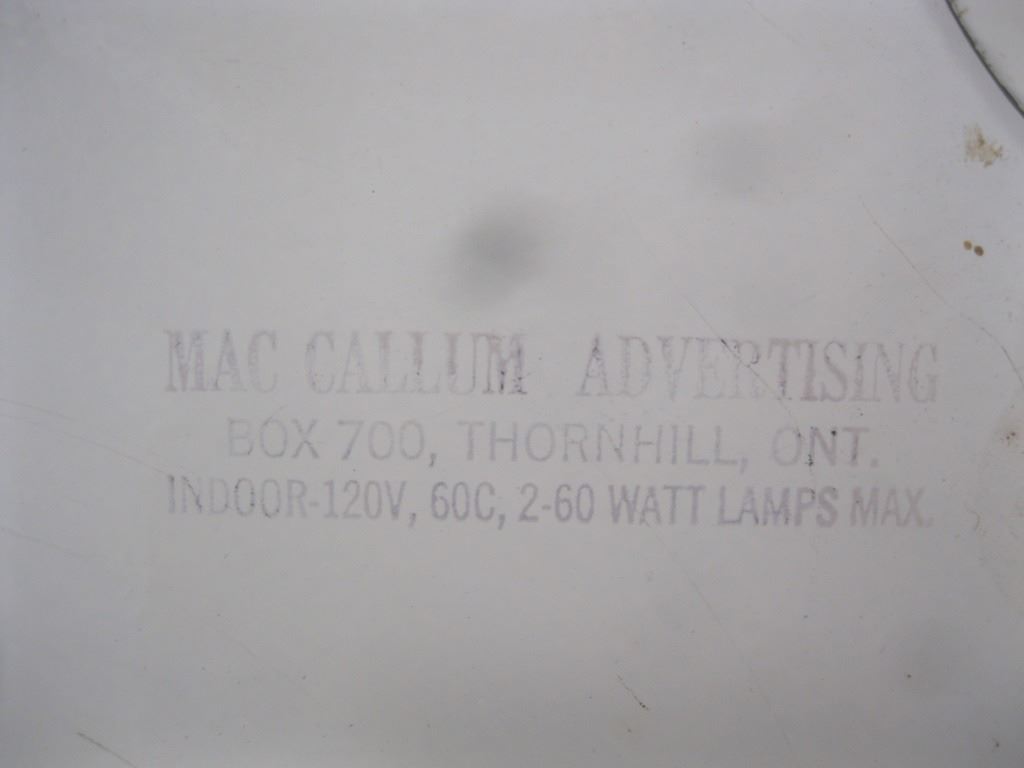 MAC CALLUM ADVERTISING
BOX 700, THORNHILL, ONT.
INDOOR-120V, 60C, 2-60 WATT LAMPS MAX.